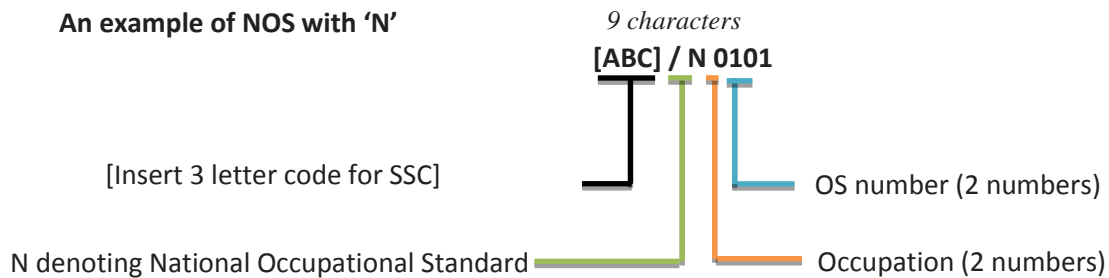 An example of NOS with ‘N’
9 characters
[ABC] / N 0101
[Insert 3 letter code for SSC]
OS number (2 numbers)
N denoting National Occupational Standard
Occupation (2 numbers)